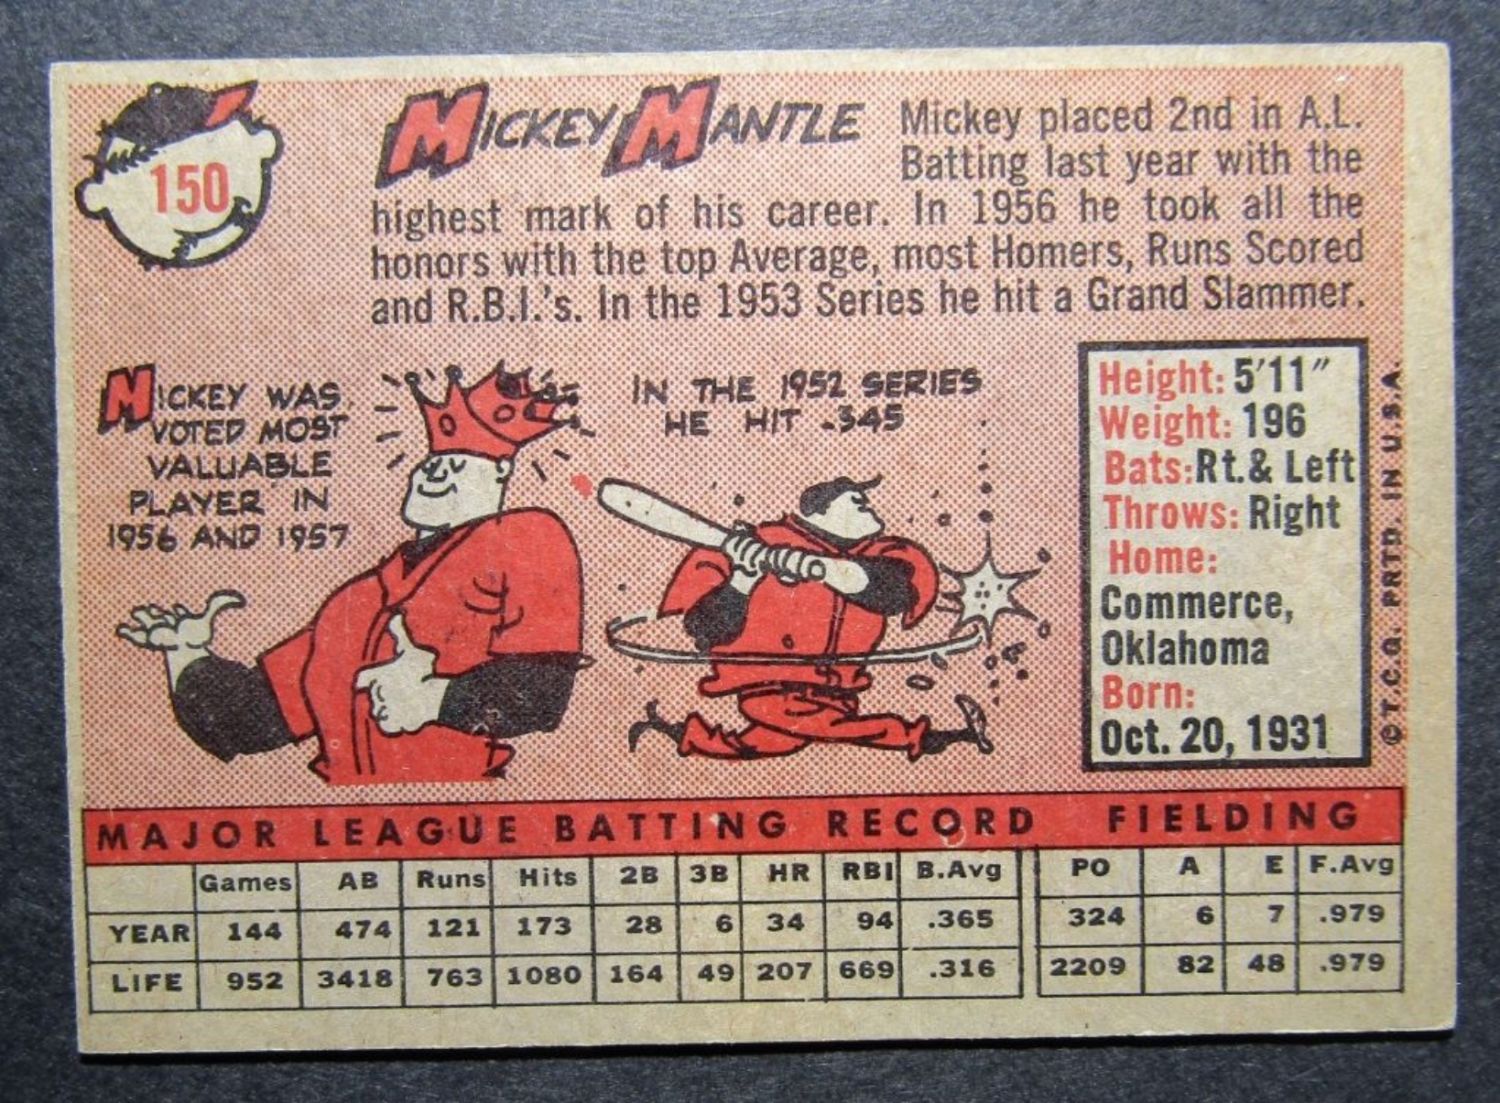 150
MICKEY MANTLE
Mickey placed 2nd in A.L.
Batting last year with the
highest mark of his career. In 1956 he took all the
honors with the top Average, most Homers, Runs Scored
and R.B.I.'s. In the 1953 Series he hit a Grand Slammer.
MICKEY WAS
VOTED MOST
VALUABLE
PLAYER IN
1956 AND 1957
IN THE 1952 SERIES
HE HIT .345
Height: 5'11"
Weight: 196
Bats: Rt. & Left
Throws: Right
Home:
Commerce,
Oklahoma
Born:
Oct. 20, 1931
© T.C.G. PRTD. IN U.S.A.
MAJOR LEAGUE BATTING RECORD FIELDING
Games AB Runs Hits 2B 3B HR RBI B.Avg PO A E F.Avg
YEAR 144 474 121 173 28 6 34 94 .365 324 6 7 .979
LIFE 952 3418 763 1080 164 49 207 669 .316 2209 82 48 .979